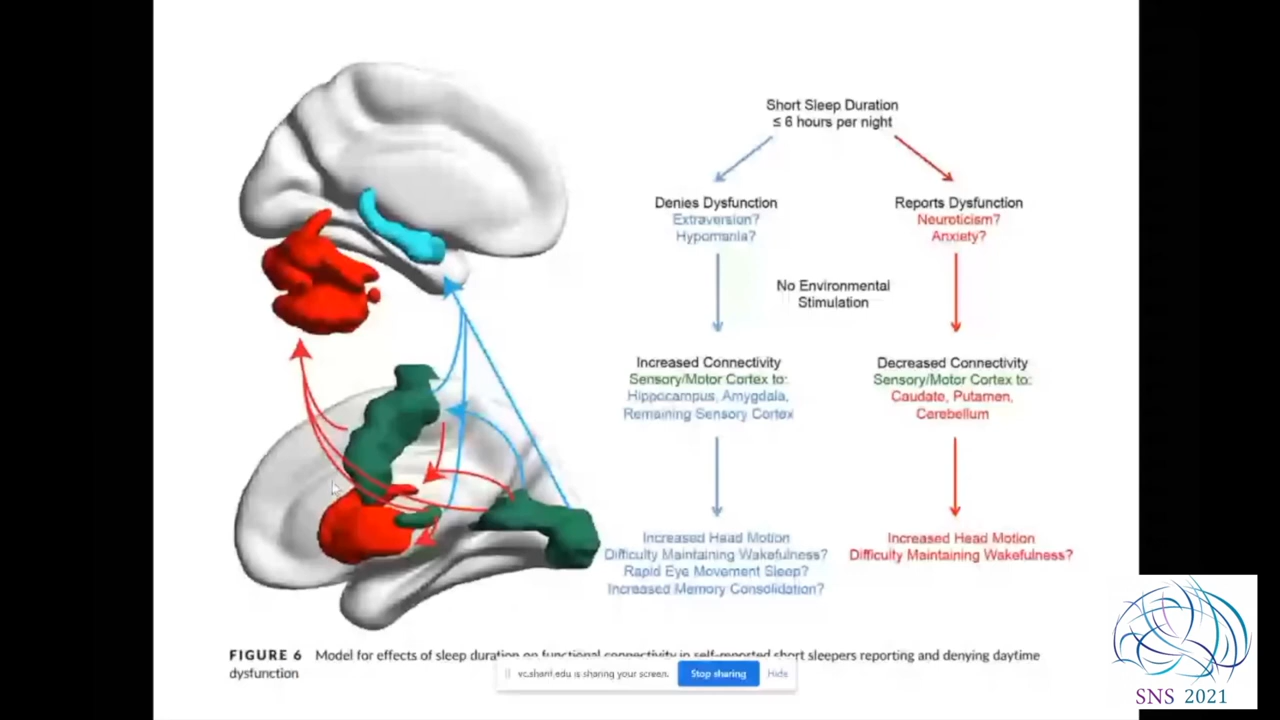 Short Sleep Duration
≤ 6 hours per night
Denies Dysfunction
Extraversion?
Hypomania?
Reports Dysfunction
Neuroticism?
Anxiety?
No Environmental
Stimulation
Increased Connectivity
Sensory/Motor Cortex to:
Hippocampus, Amygdala,
Remaining Sensory Cortex
Decreased Connectivity
Sensory/Motor Cortex to:
Caudate, Putamen,
Cerebellum
Increased Head Motion
Difficulty Maintaining Wakefulness?
Rapid Eye Movement Sleep?
Increased Memory Consolidation?
Increased Head Motion
Difficulty Maintaining Wakefulness?
FIGURE 6 Model for effects of sleep duration on functional connectivity in self-reported short sleepers reporting and denying daytime
dysfunction
is sharing your screen.
Stop sharing
Hide
SNS 2021